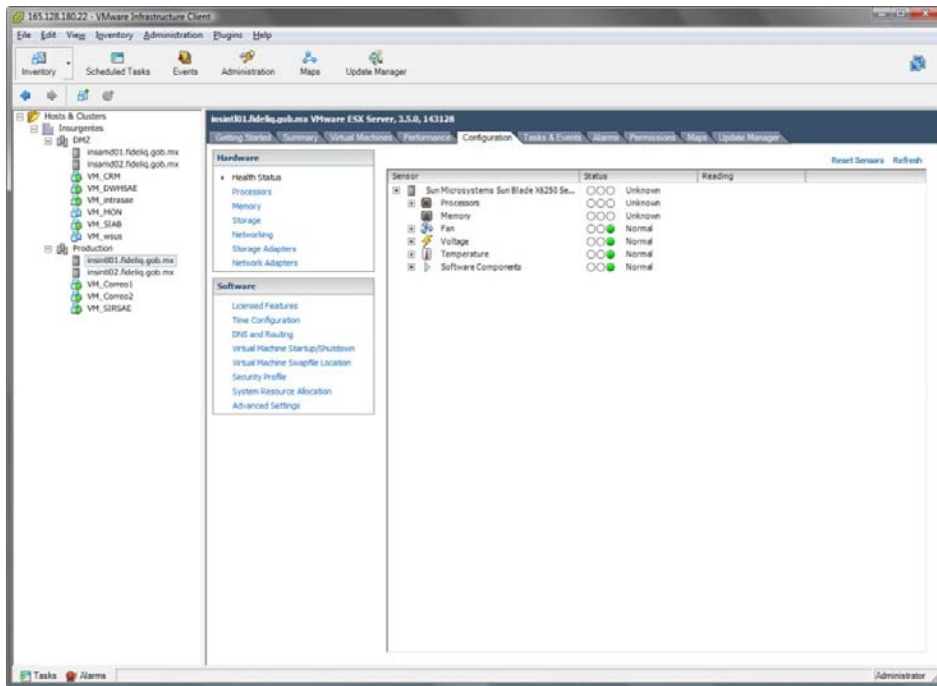 165.128.180.22 - VMware Infrastructure Client
File Edit View Inventory Administration Plugins Help
Inventory Scheduled Tasks Events Administration Maps Update Manager
Hosts & Clusters
Insurgentes
DMZ
insamd01.fideliq.gob.mx
insamd02.fideliq.gob.mx
VM_CRM
VM_DWHSAE
VM_intrasae
VM_MON
VM_SIAB
VM_wsus
Production
insintl01.fideliq.gob.mx
insintl02.fideliq.gob.mx
VM_Correo1
VM_Correo2
VM_SIRSAE
insintl01.fideliq.gob.mx VMware ESX Server, 3.5.0, 143128
Getting Started Summary Virtual Machines Performance Configuration Tasks & Events Alarms Permissions Maps Update Manager
Hardware
Health Status
Processors
Memory
Storage
Networking
Storage Adapters
Network Adapters
Software
Licensed Features
Time Configuration
DNS and Routing
Virtual Machine Startup/Shutdown
Virtual Machine Swapfile Location
Security Profile
System Resource Allocation
Advanced Settings
Reset Sensors Refresh
Sensor Status Reading
Sun Microsystems Sun Blade X6250 Se... Unknown
Processors Unknown
Memory Unknown
Fan Normal
Voltage Normal
Temperature Normal
Software Components Normal
Tasks Alarms Administrator